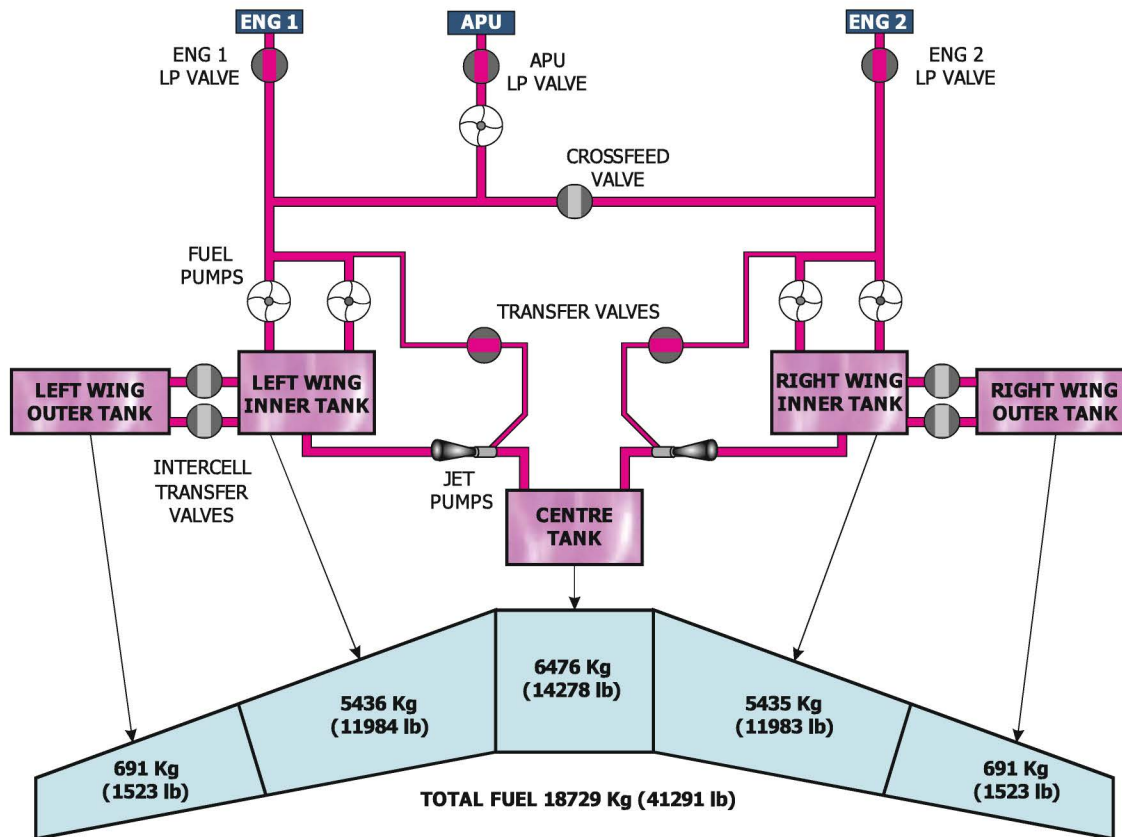 ENG 1
APU
ENG 2
ENG 1
LP VALVE
APU
LP VALVE
ENG 2
LP VALVE
CROSSFEED
VALVE
FUEL
PUMPS
TRANSFER VALVES
LEFT WING
OUTER TANK
LEFT WING
INNER TANK
RIGHT WING
INNER TANK
RIGHT WING
OUTER TANK
INTERCELL
TRANSFER
VALVES
JET
PUMPS
CENTRE
TANK
6476 Kg
(14278 lb)
5436 Kg
(11984 lb)
5435 Kg
(11983 lb)
691 Kg
(1523 lb)
691 Kg
(1523 lb)
TOTAL FUEL 18729 Kg (41291 lb)